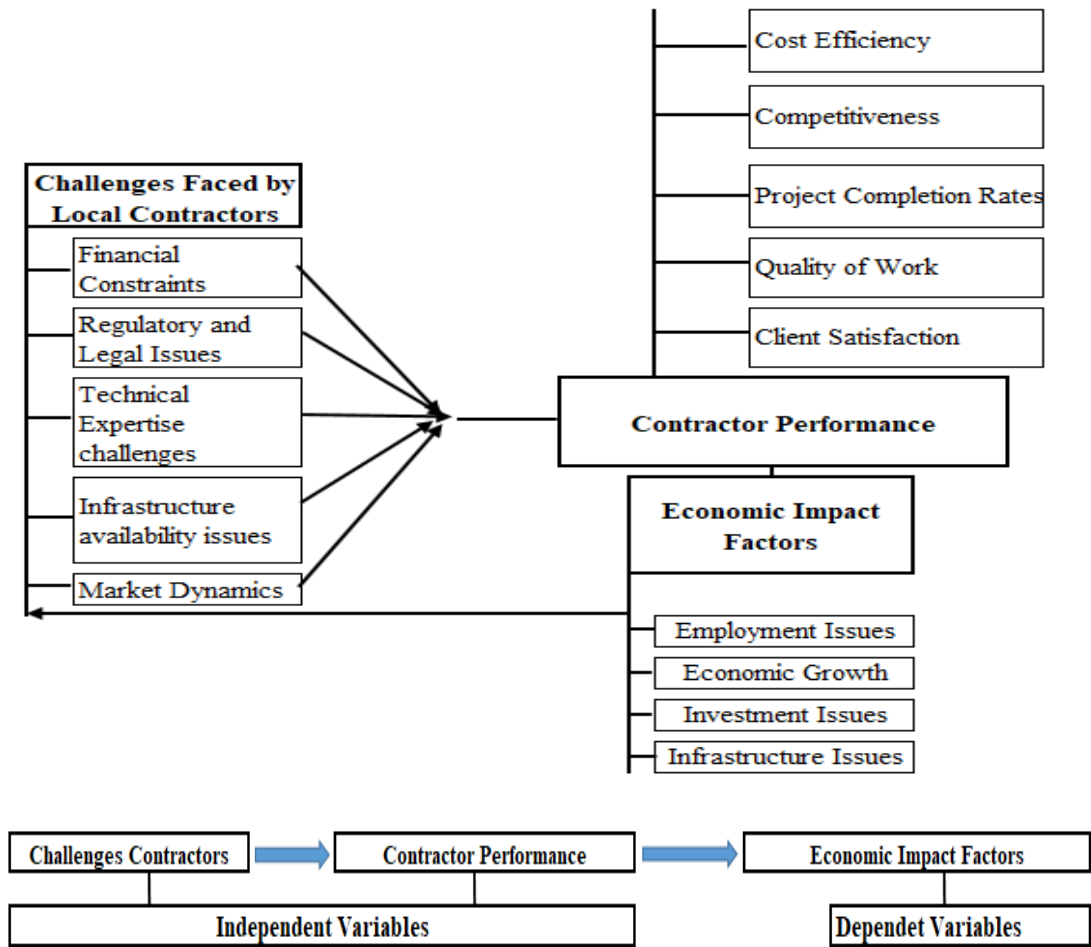 Cost Efficiency
Competitiveness
Project Completion Rates
Quality of Work
Client Satisfaction
Challenges Faced by
Local Contractors
Financial
Constraints
Regulatory and
Legal Issues
Technical
Expertise
challenges
Infrastructure
availability issues
Market Dynamics
Contractor Performance
Economic Impact
Factors
Employment Issues
Economic Growth
Investment Issues
Infrastructure Issues
Challenges Contractors
Contractor Performance
Economic Impact Factors
Independent Variables
Dependet Variables